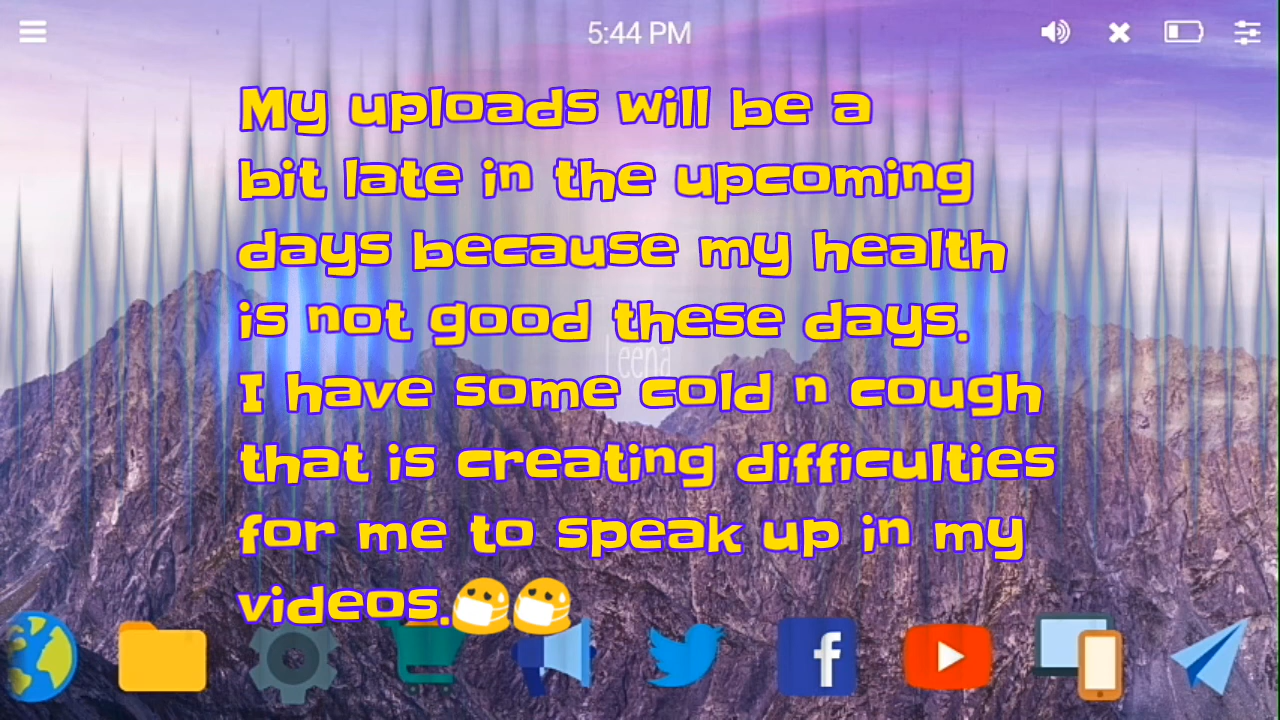 5:44 PM
My uploads will be a
bit late in the upcoming
days because my health
is not good these days.
Leena
I have some cold n cough
that is creating difficulties
for me to speak up in my
videos.😷😷
f